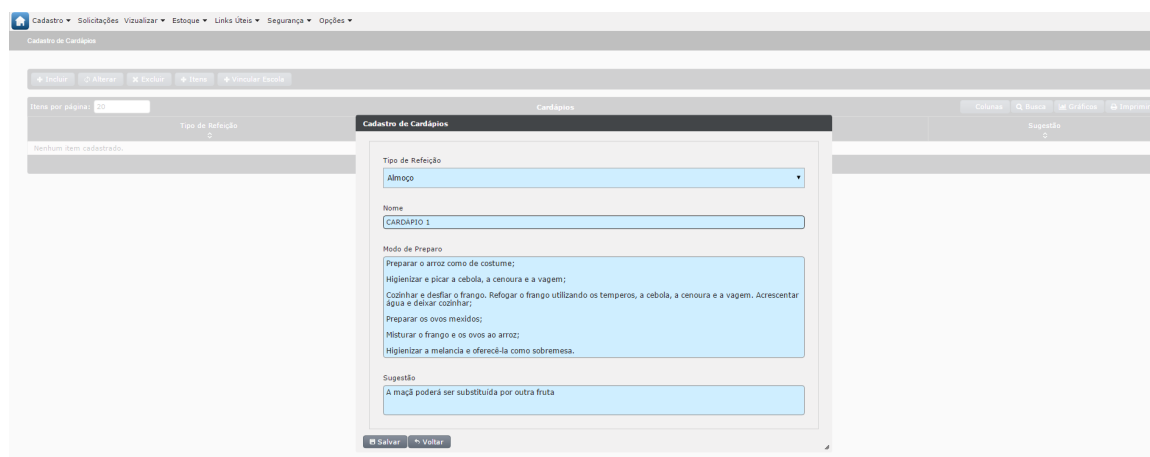 Cadastro Solicitações Vizualizar Estoque Links Úteis Segurança Opções
Cadastro de Cardápios
Incluir Alterar Excluir Itens Vincular Escola
Itens por página: 20 Cardápios Colunas Busca Gráficos Imprimir
Tipo de Refeição Sugestão
Nenhum item cadastrado.
Cadastro de Cardápios
Tipo de Refeição
Almoço
Nome
CARDÁPIO 1
Modo de Preparo
Preparar o arroz como de costume;
Higienizar e picar a cebola, a cenoura e a vagem;
Cozinhar e desfiar o frango. Refogar o frango utilizando os temperos, a cebola, a cenoura e a vagem. Acrescentar
água e deixar cozinhar;
Preparar os ovos mexidos;
Misturar o frango e os ovos ao arroz;
Higienizar a melancia e oferecê-la como sobremesa.
Sugestão
A maçã poderá ser substituída por outra fruta
Salvar Voltar